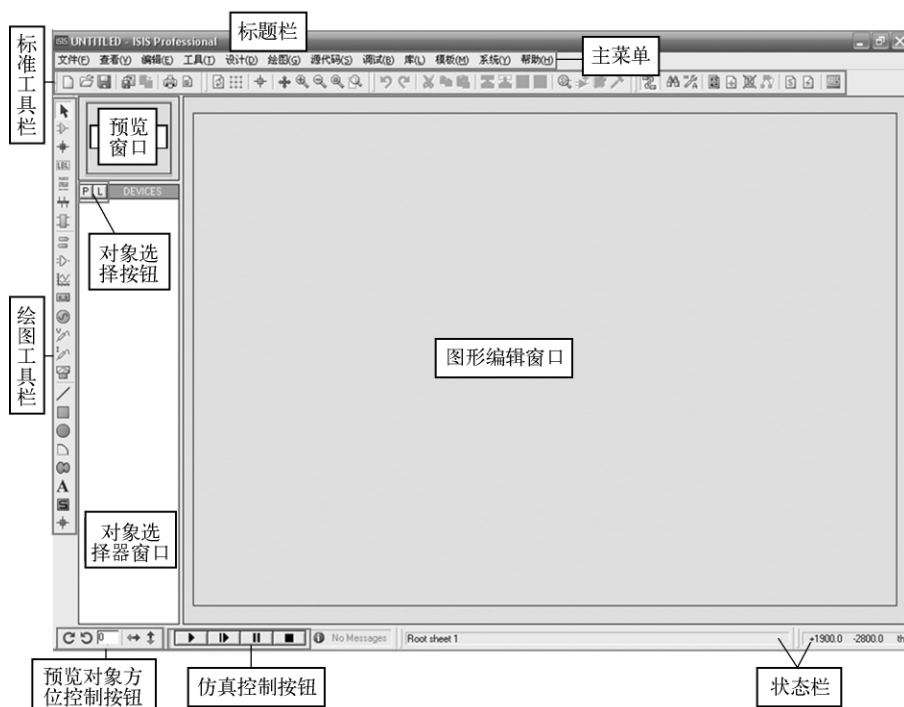 标题栏
UNTITLED - ISIS Professional
标准工具栏
文件(F) 查看(V) 编辑(E) 工具(T) 设计(D) 绘图(G) 源代码(S) 调试(B) 库(L) 模板(M) 系统(Y) 帮助(H)
主菜单
预览
窗口
LBL
P L DEVICES
对象选
择按钮
绘图工具栏
图形编辑窗口
A
S
对象选
择器窗口
0
No Messages
Root sheet 1
+1900.0 -2800.0 th
预览对象方
位控制按钮
仿真控制按钮
状态栏